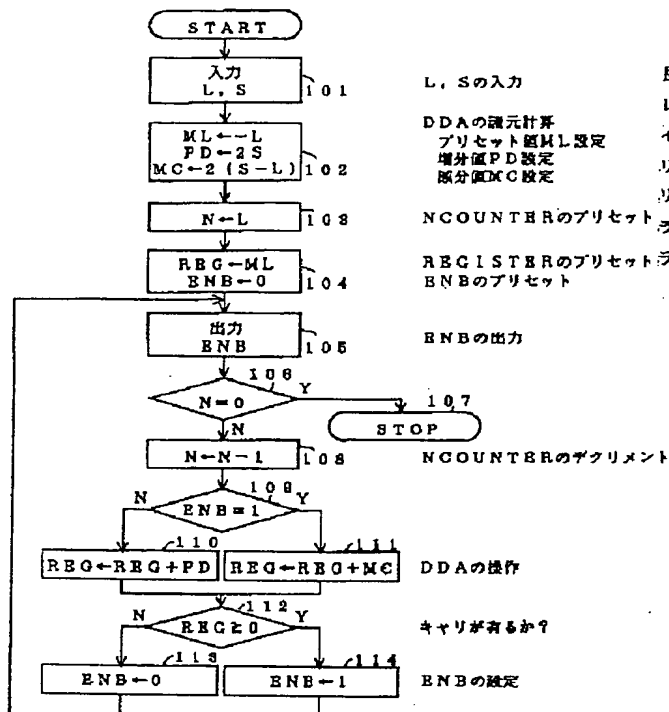 START
入力
L, S
101
L, Sの入力
ML←-L
PD←2S
MC←2(S-L)
102
DDAの諸元計算
プリセット値ML設定
増分値PD設定
減分値MC設定
N←L
103
NCOUNTERのプリセット
REG←ML
ENB←0
104
REGISTERのプリセット
ENBのプリセット
出力
ENB
105
ENBの出力
106
N=0
Y
N
107
STOP
N←N-1
108
NCOUNTERのデクリメント
109
N
ENB=1
Y
110
REG←REG+PD
111
REG←REG+MC
DDAの操作
112
N
REG≧0
Y
キャリが有るか?
113
ENB←0
114
ENB←1
ENBの設定